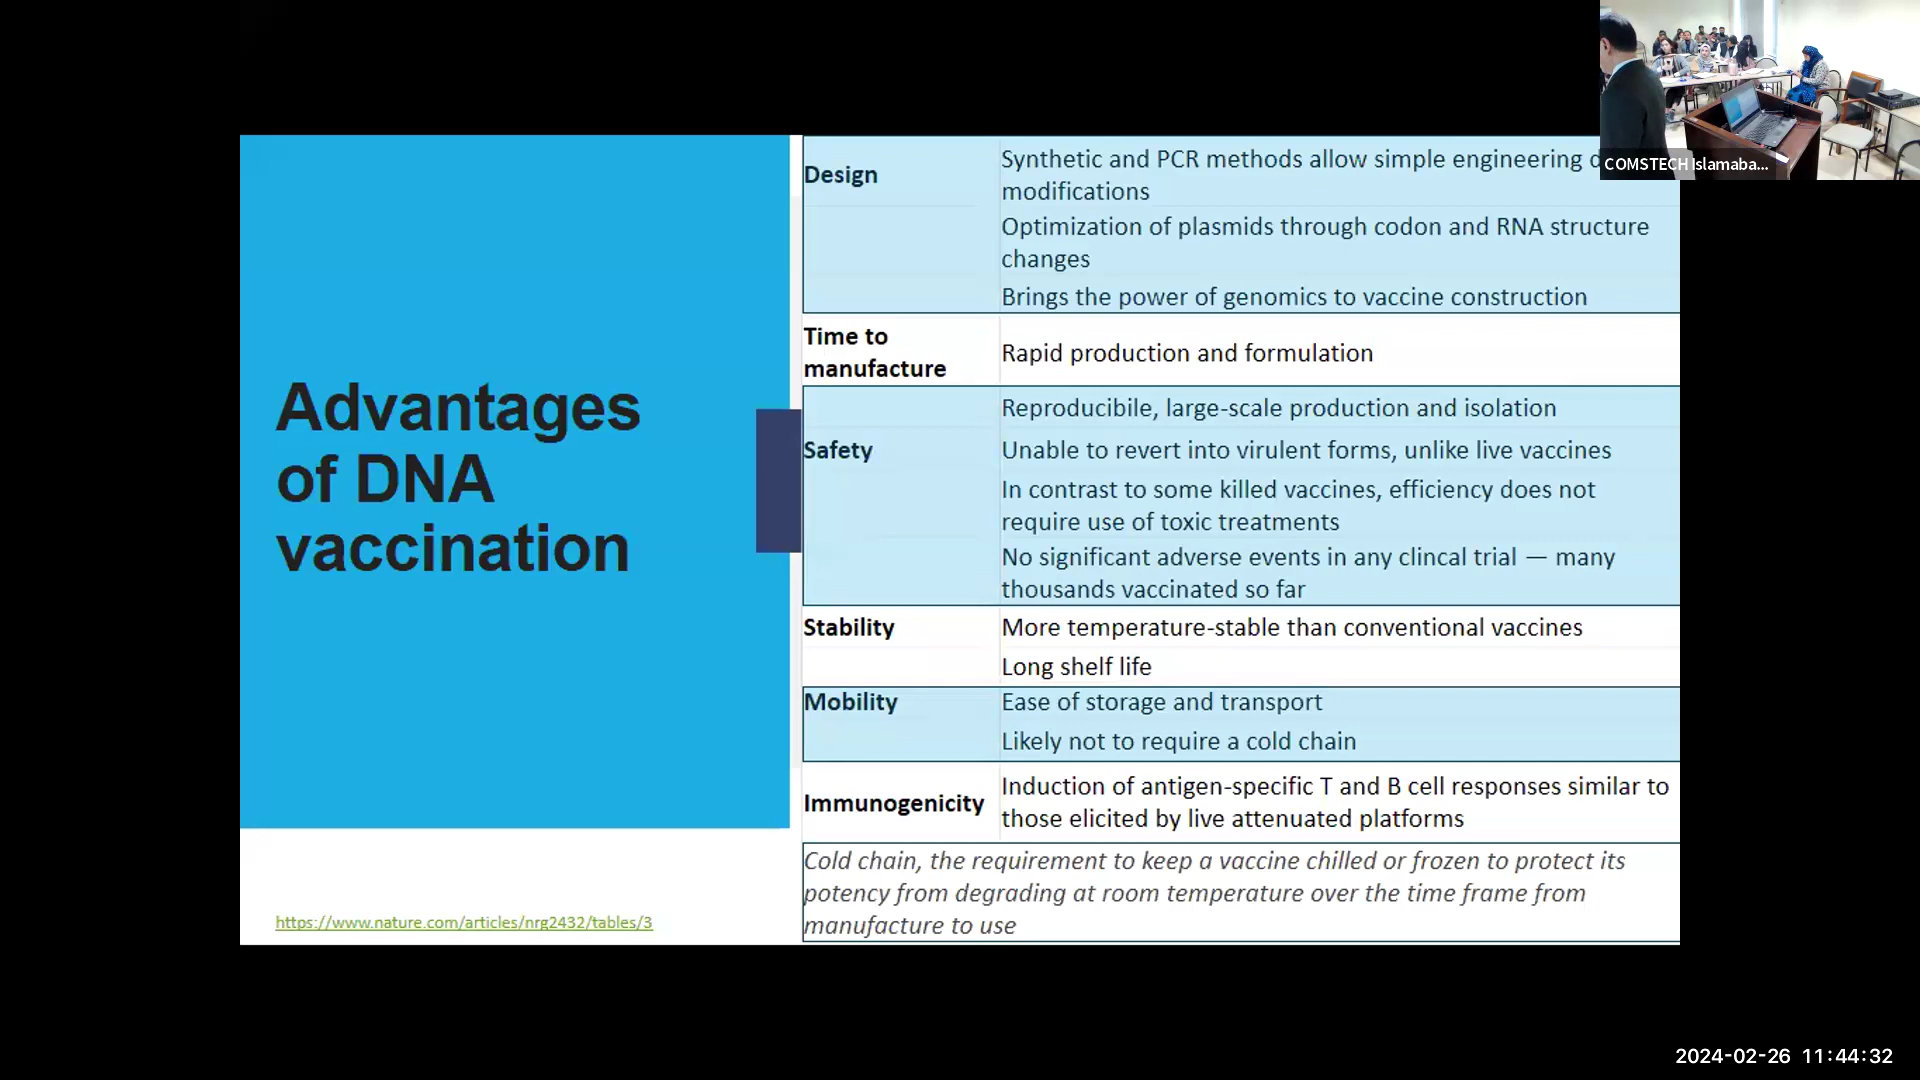 COMSTECH Islamaba...
Advantages
of DNA
vaccination
https://www.nature.com/articles/nrg2432/tables/3
Design
Synthetic and PCR methods allow simple engineering
modifications
Optimization of plasmids through codon and RNA structure
changes
Brings the power of genomics to vaccine construction
Time to
manufacture
Rapid production and formulation
Reproducibile, large-scale production and isolation
Safety
Unable to revert into virulent forms, unlike live vaccines
In contrast to some killed vaccines, efficiency does not
require use of toxic treatments
No significant adverse events in any clincal trial — many
thousands vaccinated so far
Stability
More temperature-stable than conventional vaccines
Long shelf life
Mobility
Ease of storage and transport
Likely not to require a cold chain
Immunogenicity
Induction of antigen-specific T and B cell responses similar to
those elicited by live attenuated platforms
Cold chain, the requirement to keep a vaccine chilled or frozen to protect its
potency from degrading at room temperature over the time frame from
manufacture to use
2024-02-26 11:44:32